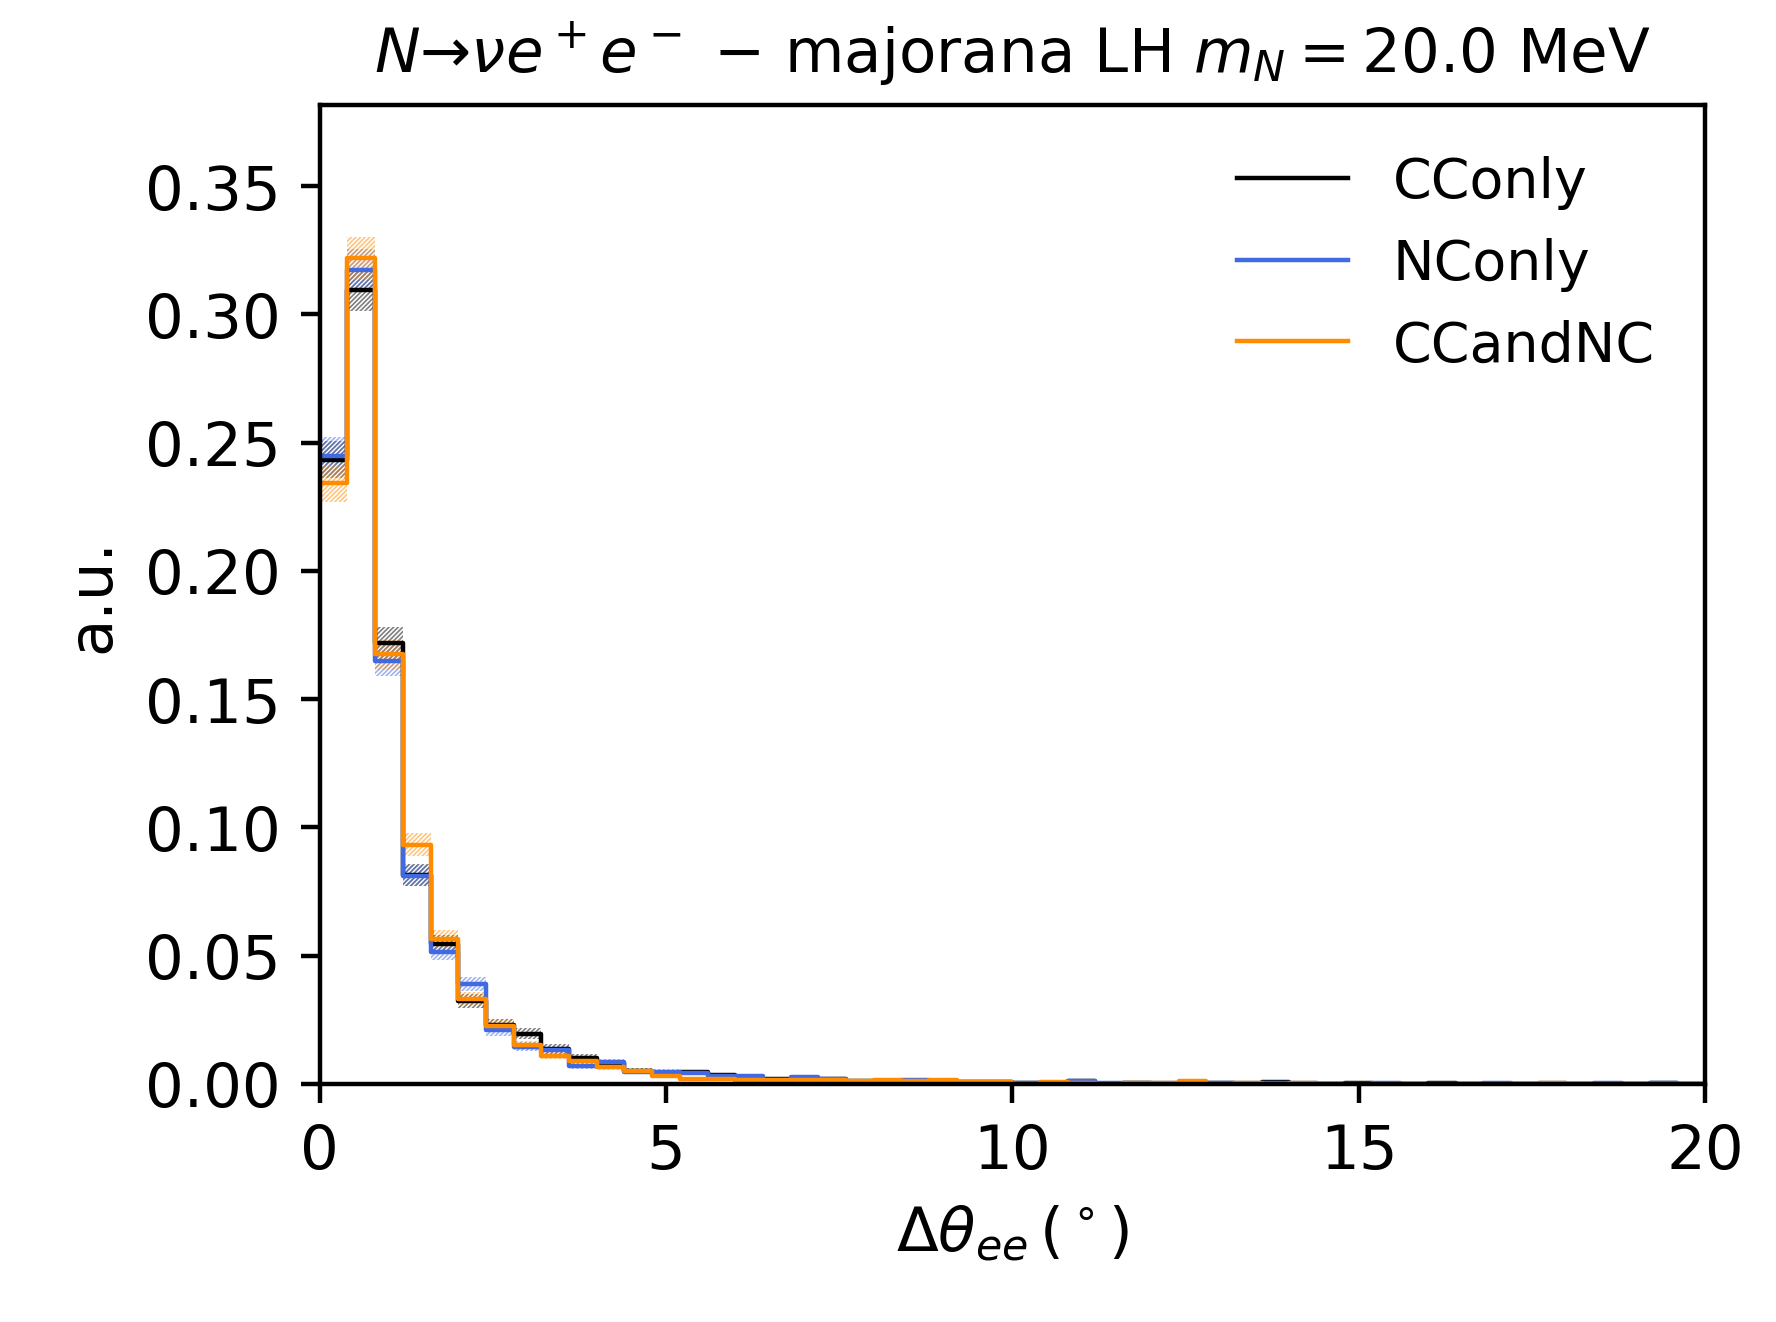 N→νe⁺e⁻ − majorana LH m_N = 20.0 MeV
CConly
NConly
CCandNC
0.35
0.30
0.25
0.20
0.15
0.10
0.05
0.00
a.u.
0 5 10 15 20
Δθ_ee (°)